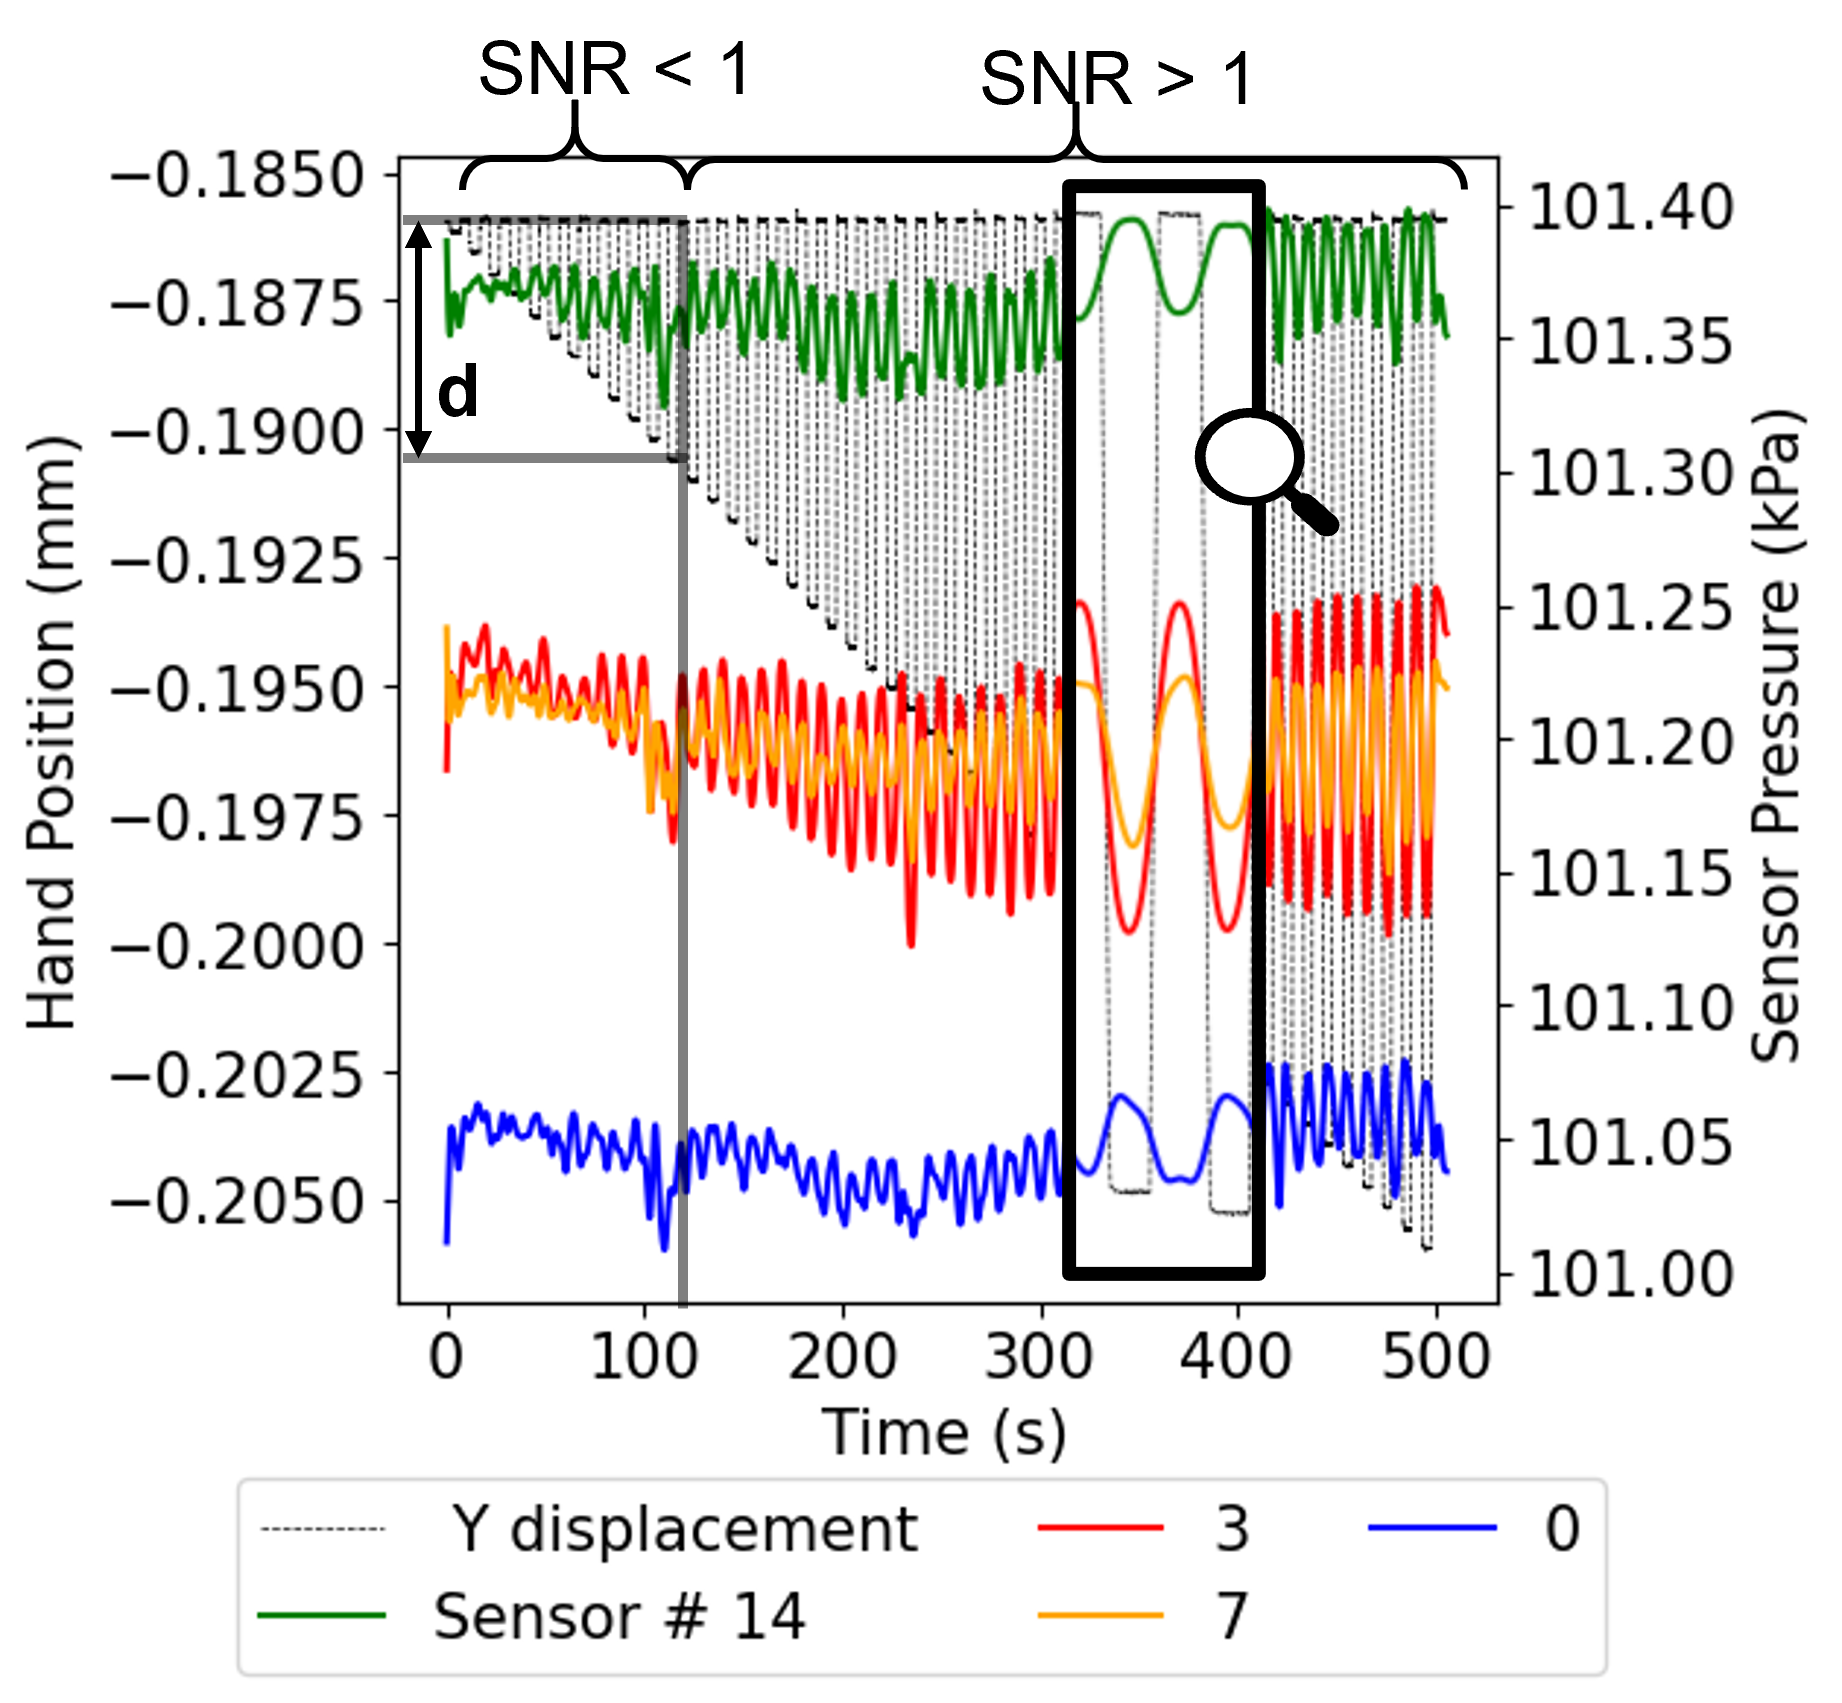 SNR < 1
SNR > 1
−0.1850
−0.1875
−0.1900
−0.1925
−0.1950
−0.1975
−0.2000
−0.2025
−0.2050
Hand Position (mm)
d
101.40
101.35
101.30
101.25
101.20
101.15
101.10
101.05
101.00
Sensor Pressure (kPa)
0 100 200 300 400 500
Time (s)
Y displacement 3 0
Sensor # 14 7